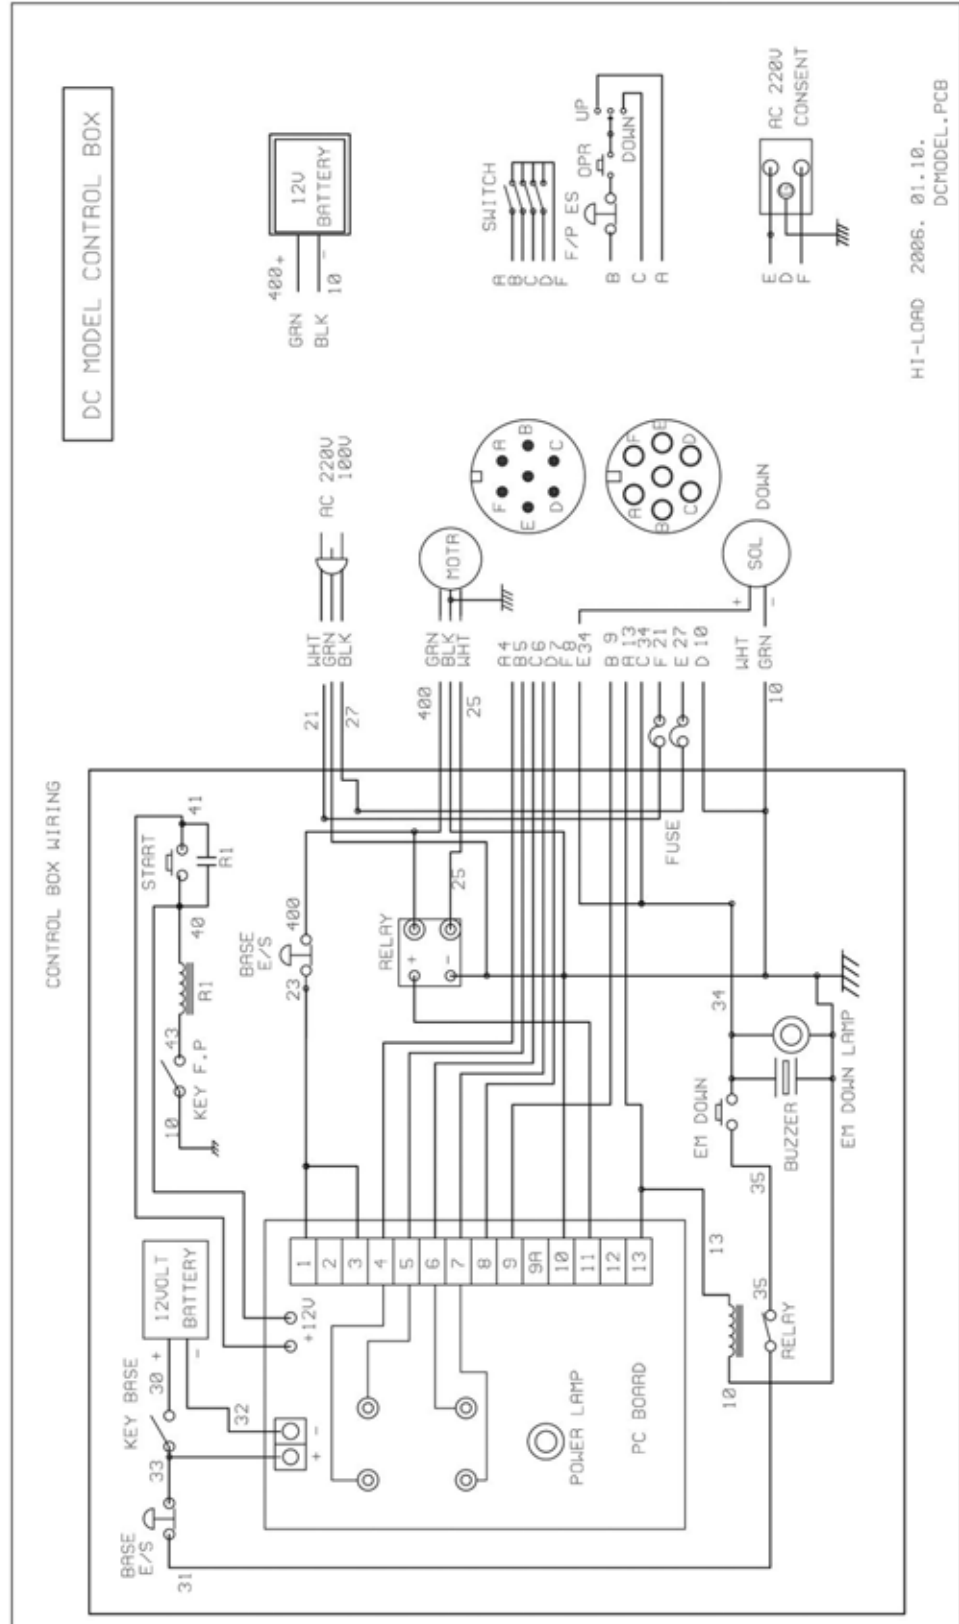 DC MODEL CONTROL BOX
12V
BATTERY
400+
GRN
-
BLK
10
SWITCH
A
B
C
D
F
F/P ES
OPR
UP
DOWN
B
C
A
AC 220V
CONSENT
E
D
F
HI-LOAD 2006. 01.10.
DCMODEL.PCB
AC 220V
100V
WHT
GRN
BLK
21
27
MOTR
GRN
BLK
WHT
400
25
F
A
B
C
D
E
A
F
E
D
C
B
A 4
B 5
C 6
D 7
F 8
E34
B 9
A 13
C 34
F 21
E 27
D 10
SOL
DOWN
+
-
WHT
GRN
10
CONTROL BOX WIRING
START
41
R1
40
R1
43
KEY F.P
10
BASE
E/S
400
23
RELAY
+
-
25
FUSE
34
EM DOWN
BUZZER
EM DOWN LAMP
35
35
RELAY
13
10
12VOLT
BATTERY
+
-
30
KEY BASE
32
33
BASE
E/S
31
+12V
+
-
1
2
3
4
5
6
7
8
9
9A
10
11
12
13
POWER LAMP
PC BOARD